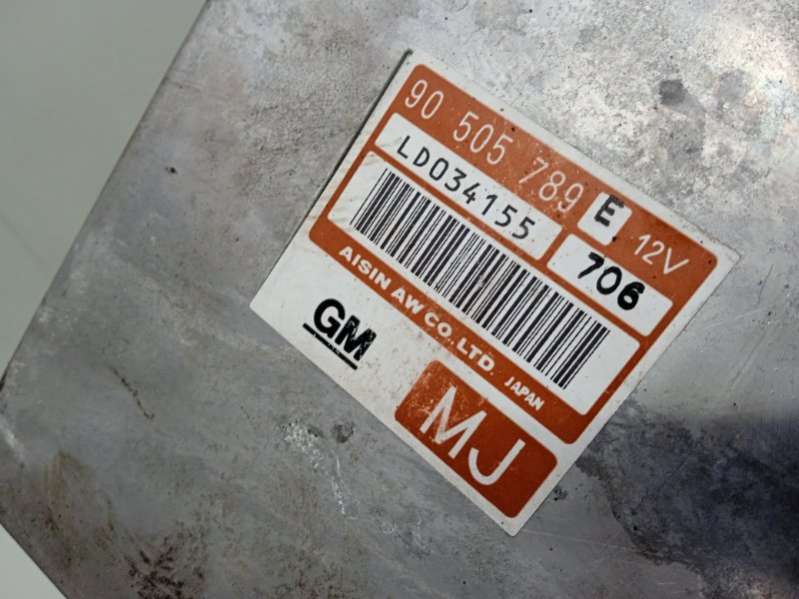 90 505 789 E 12V
LD034155 706
AISIN AW CO.,LTD. JAPAN
GM MJ